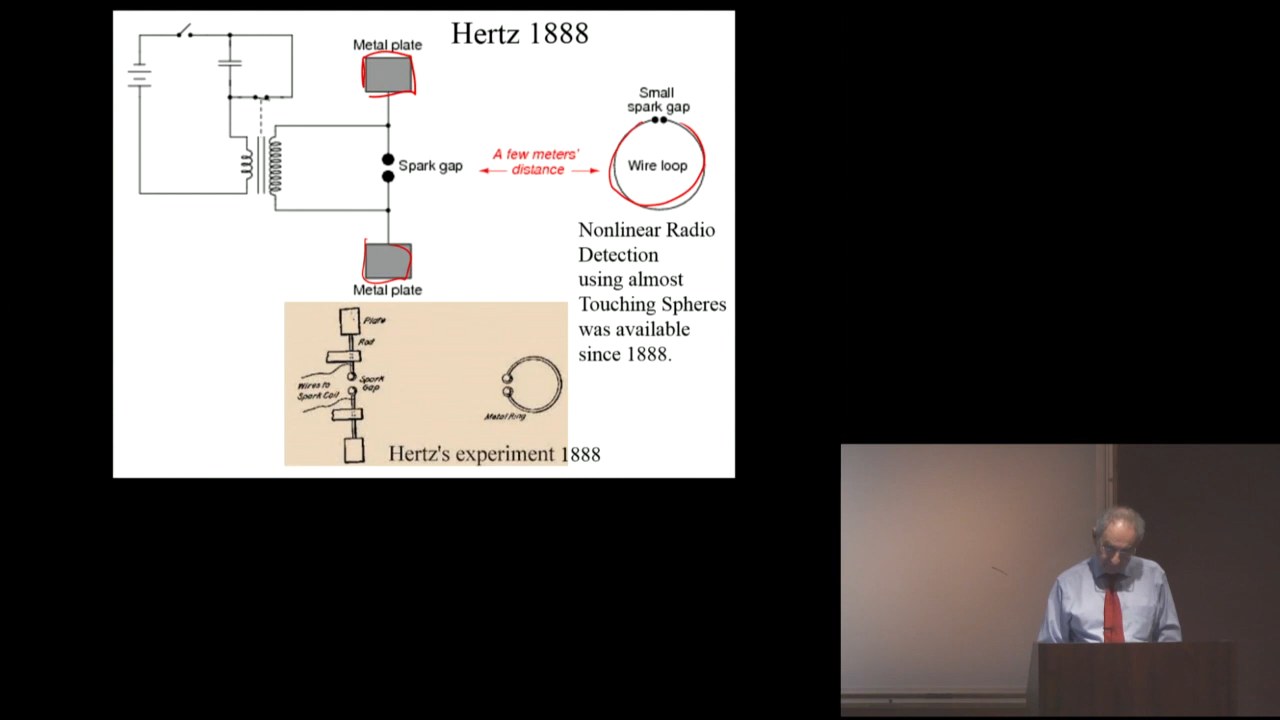 Hertz 1888
Metal plate
Small
spark gap
A few meters'
distance
Spark gap
Wire loop
Metal plate
Nonlinear Radio
Detection
using almost
Touching Spheres
was available
since 1888.
Plate
Rod
Spark
Gap
Wires to
Spark Coil
Metal Ring
Hertz's experiment 1888